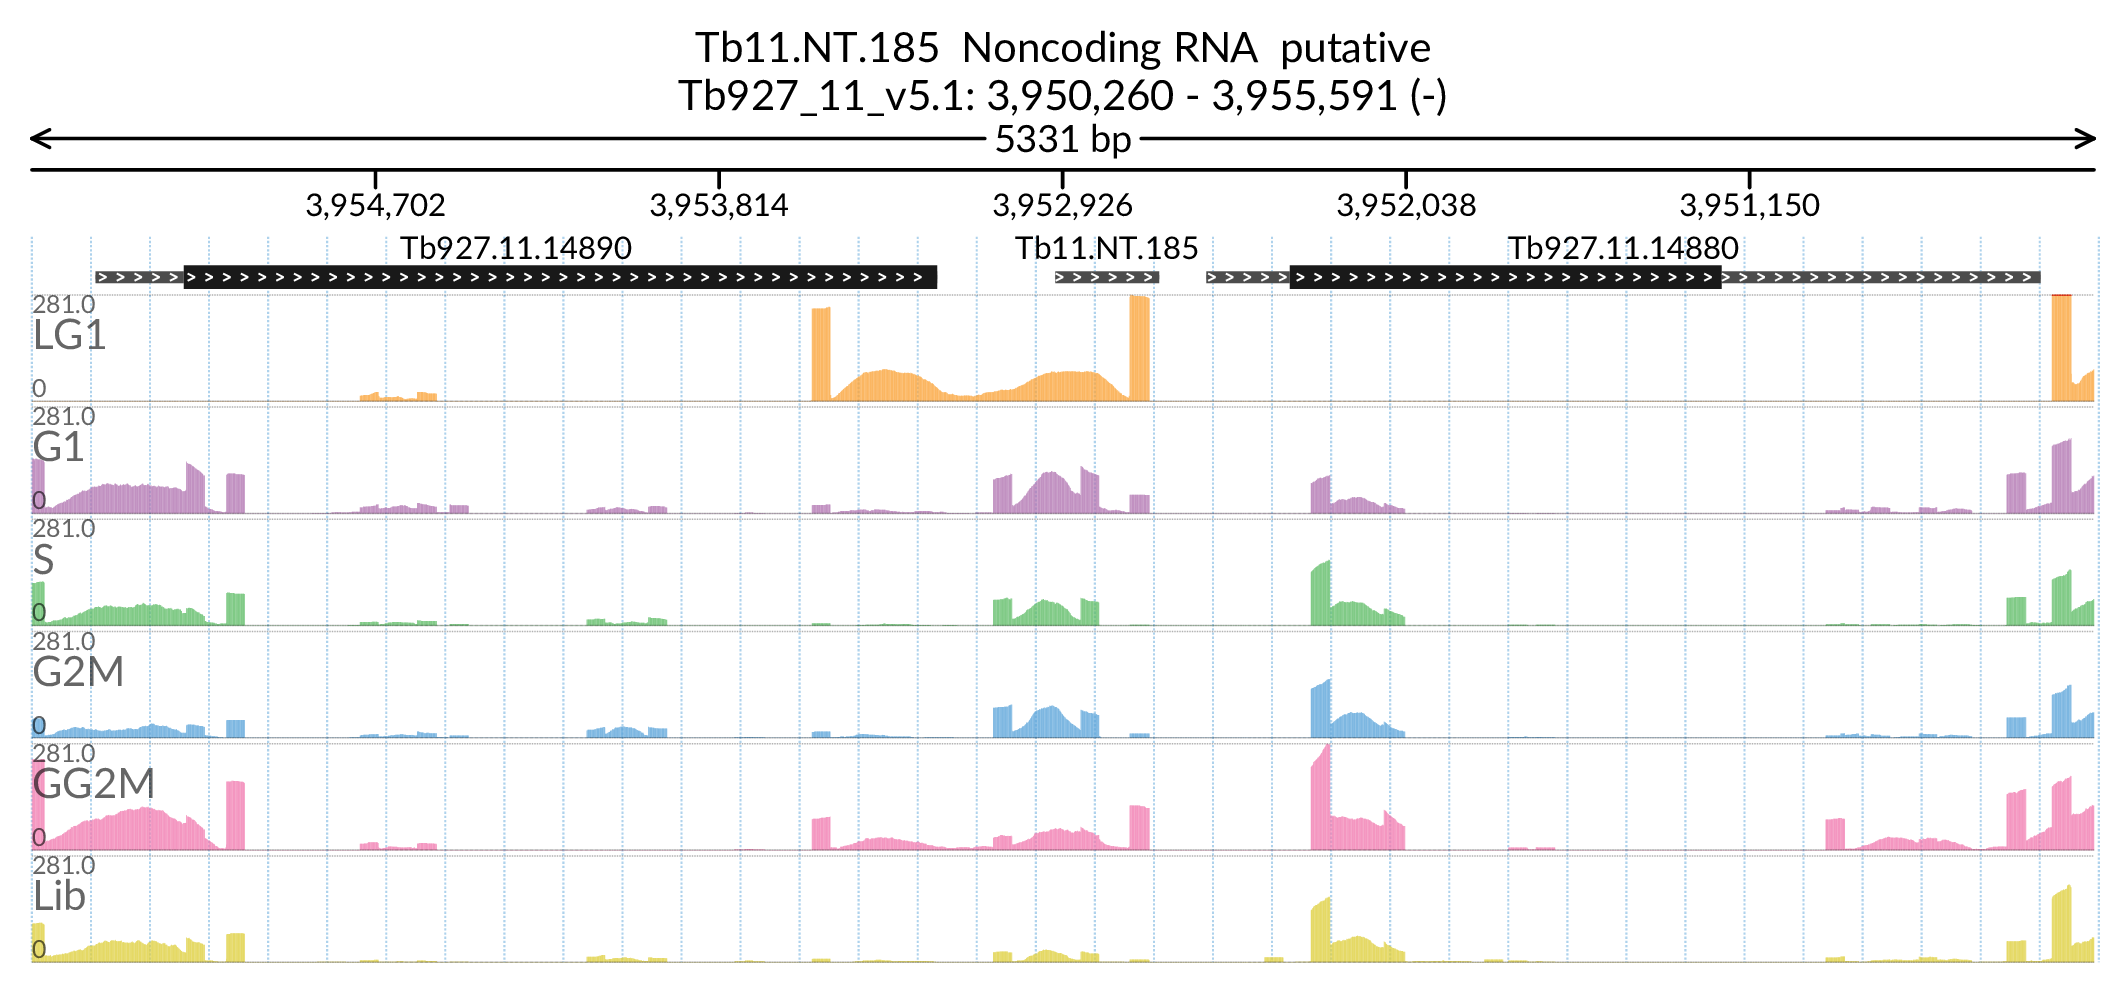 Tb11.NT.185 Noncoding RNA putative
Tb927_11_v5.1: 3,950,260 - 3,955,591 (-)
5331 bp
3,954,702 3,953,814 3,952,926 3,952,038 3,951,150
Tb927.11.14890 Tb11.NT.185 Tb927.11.14880
281.0
LG1
0
281.0
G1
0
281.0
S
0
281.0
G2M
0
281.0
GG2M
0
281.0
Lib
0